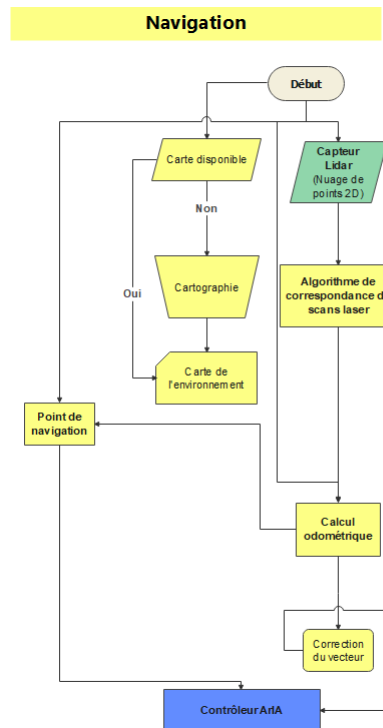 Navigation
Début
Carte disponible
Capteur
Lidar
(Nuage de
points 2D)
Non
Oui
Cartographie
Algorithme de
correspondance d
scans laser
Carte de
l'environnement
Point de
navigation
Calcul
odométrique
Correction
du vecteur
Contrôleur ArIA